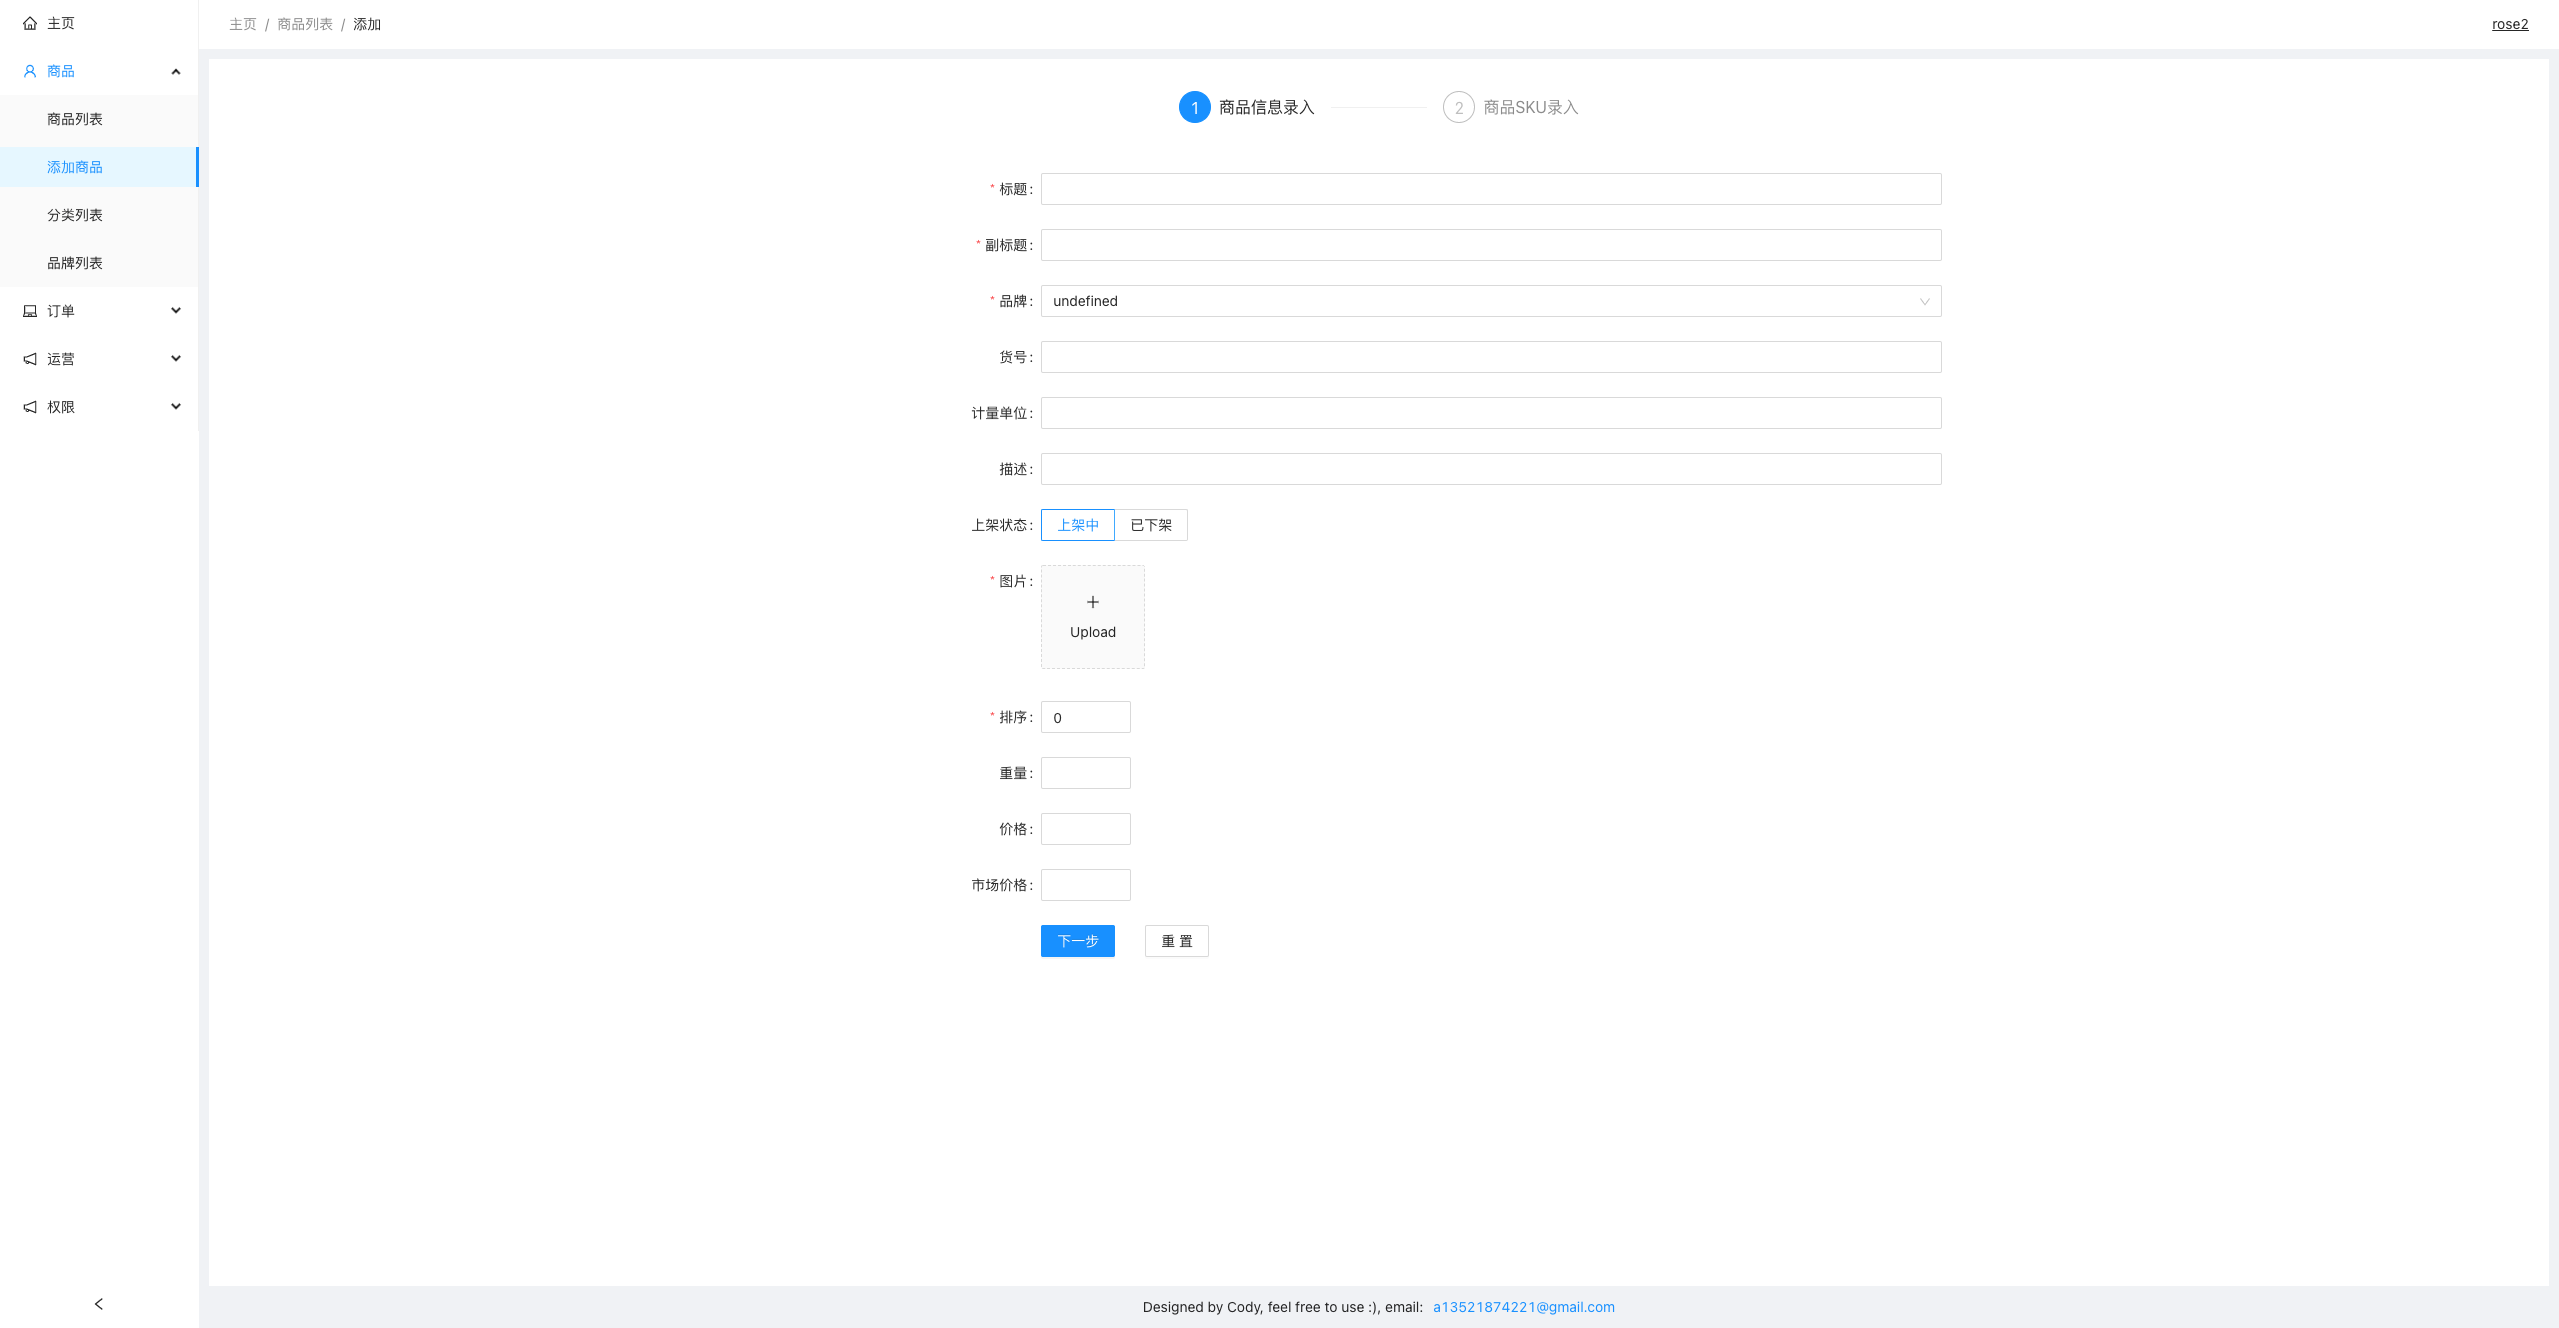 主页
商品
商品列表
添加商品
分类列表
品牌列表
订单
运营
权限
主页 / 商品列表 / 添加
rose2
1 商品信息录入
2 商品SKU录入
* 标题:
* 副标题:
* 品牌: undefined
货号:
计量单位:
描述:
上架状态: 上架中 已下架
* 图片:
Upload
* 排序: 0
重量:
价格:
市场价格:
下一步 重 置
Designed by Cody, feel free to use :), email: a13521874221@gmail.com